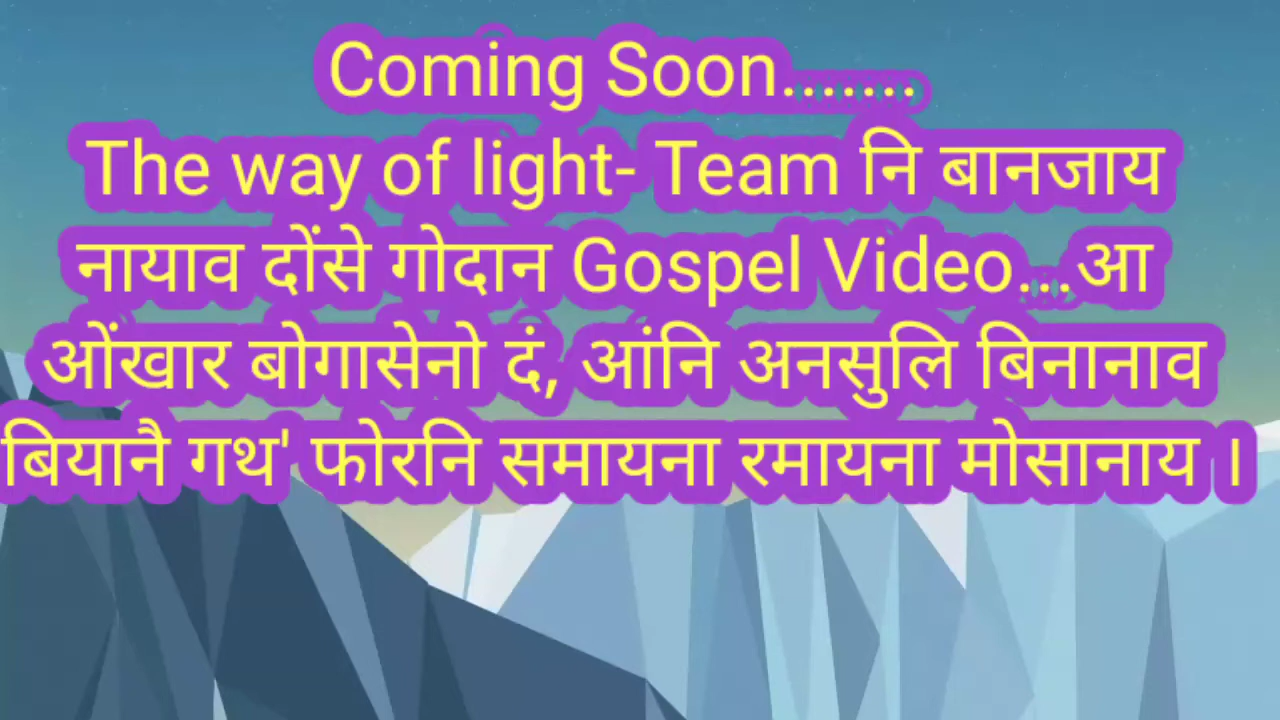 Coming Soon.......
The way of light- Team नि बानजाय
नायाव दोंसे गोदान Gospel Video...आ
ओंखार बोगासेनो दं, आंनि अनसुलि बिनानाव
बियानै गथ' फोरनि समायना रमायना मोसानाय ।